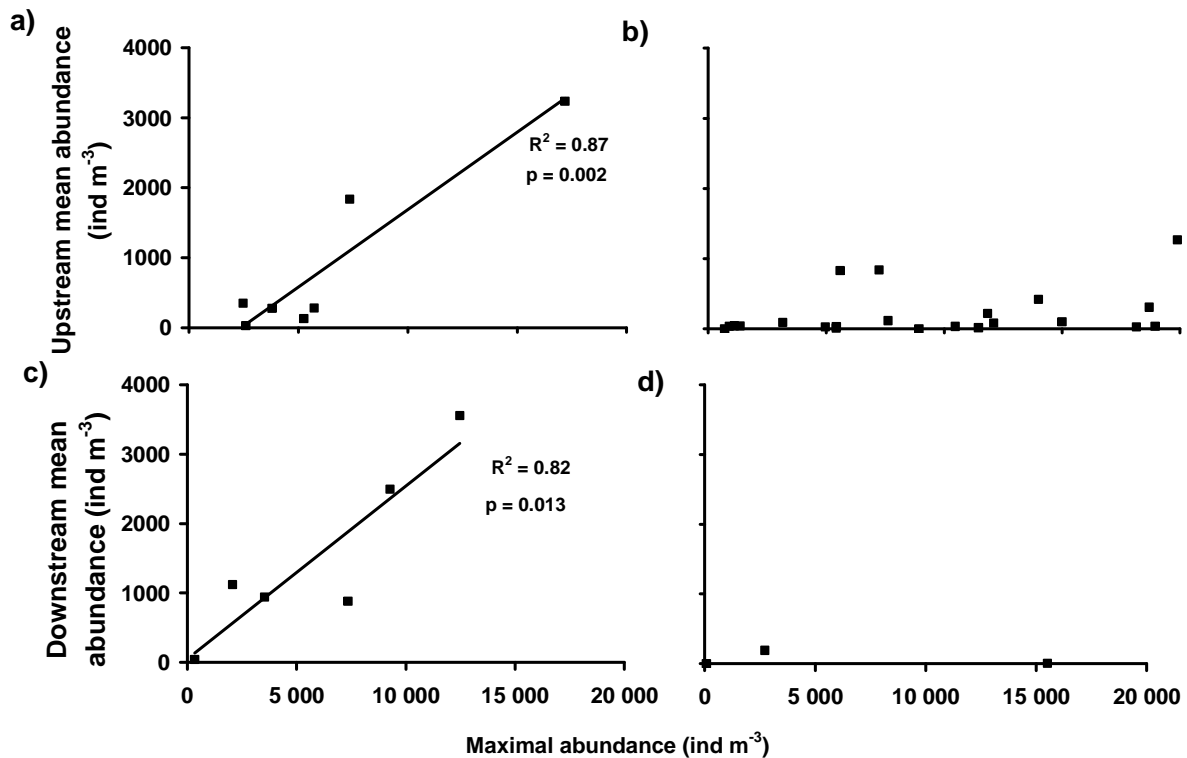 a)
b)
4000
3000
2000
1000
0
Upstream mean abundance
(ind m⁻³)
R² = 0.87
p = 0.002
c)
d)
4000
3000
2000
1000
0
Downstream mean
abundance (ind m⁻³)
R² = 0.82
p = 0.013
0 5 000 10 000 15 000 20 000
0 5 000 10 000 15 000 20 000
Maximal abundance (ind m⁻³)